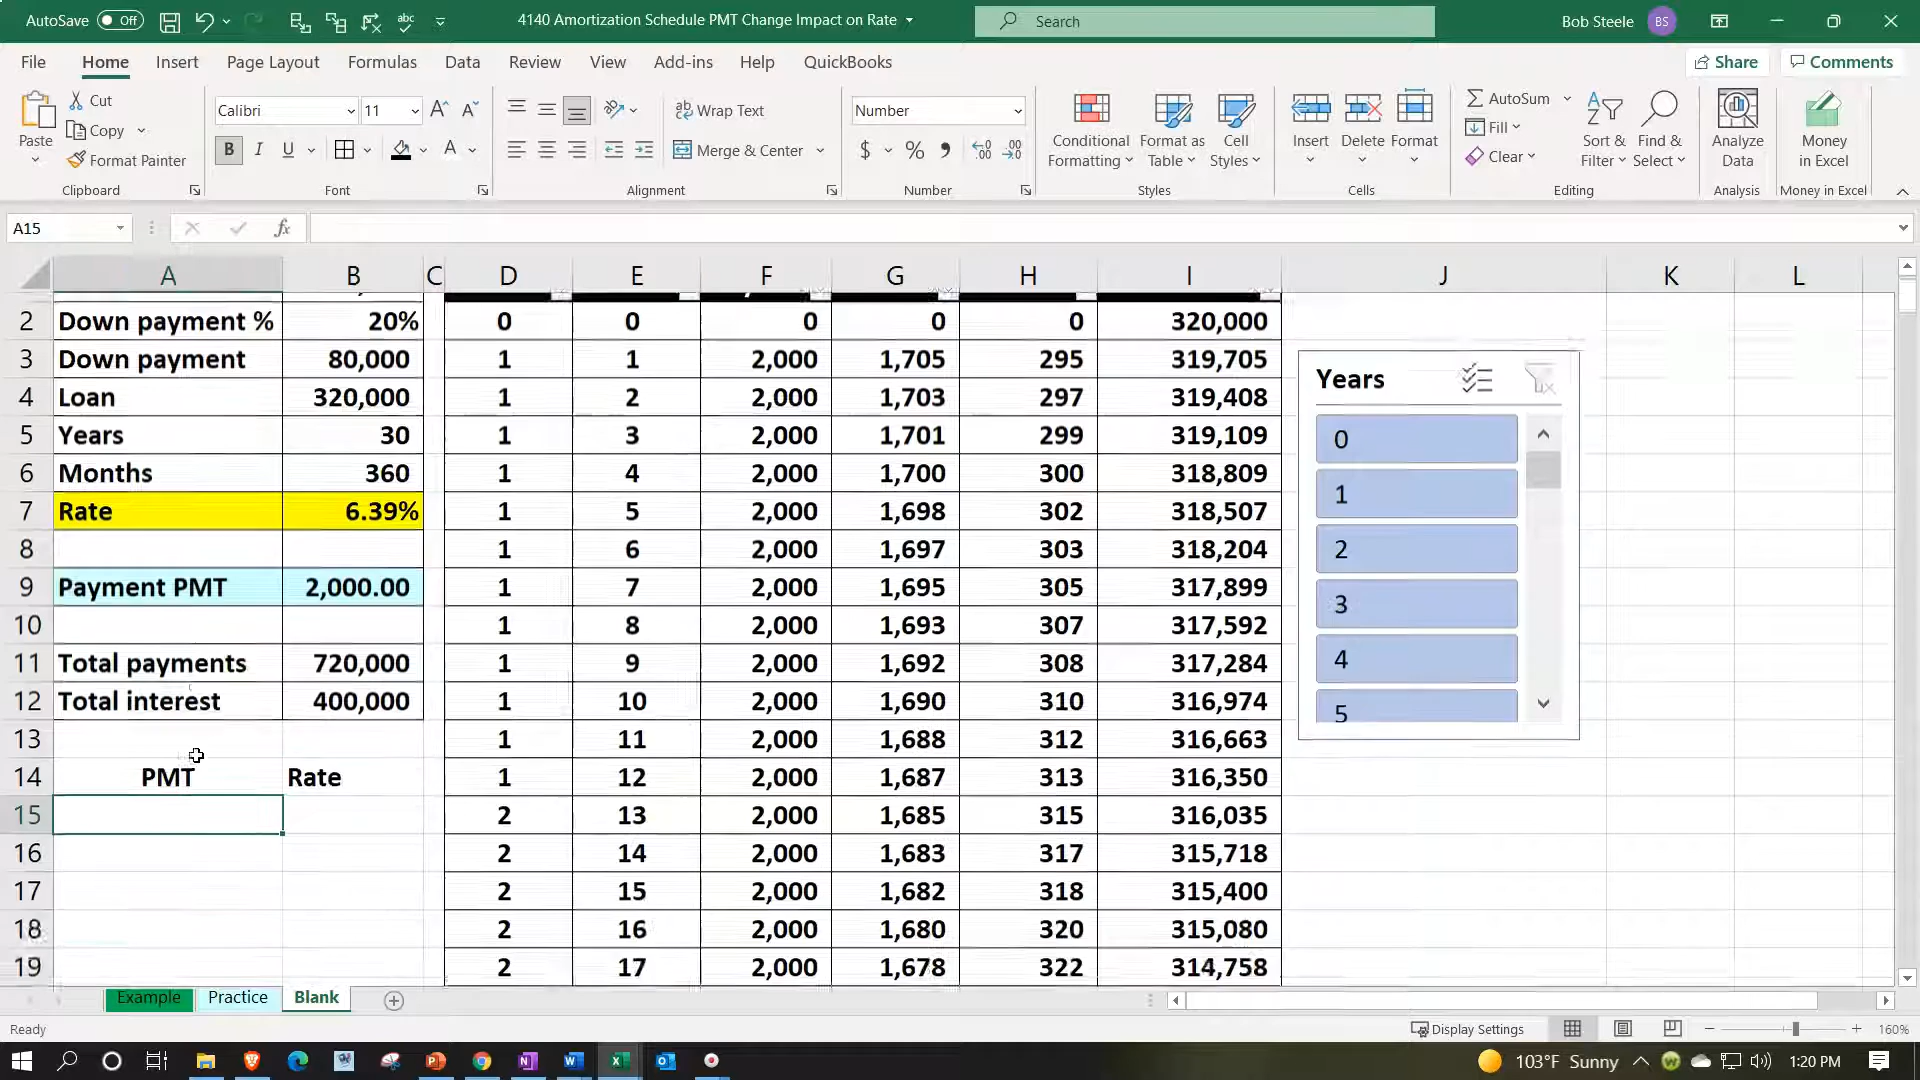 AutoSave Off 4140 Amortization Schedule PMT Change Impact on Rate Search Bob Steele BS
File Home Insert Page Layout Formulas Data Review View Add-ins Help QuickBooks Share Comments
Paste Cut Copy Format Painter Clipboard
Calibri 11 B I U A Font
Wrap Text Merge & Center Alignment
Number $ % Number
Conditional Formatting Format as Table Cell Styles Styles
Insert Delete Format Cells
AutoSum Fill Clear Sort & Filter Find & Select Editing
Analyze Data Analysis
Money in Excel Money in Excel
A15 fx
A B C D E F G H I J K L
2 Down payment % 20% 0 0 0 0 0 320,000
3 Down payment 80,000 1 1 2,000 1,705 295 319,705
4 Loan 320,000 1 2 2,000 1,703 297 319,408
5 Years 30 1 3 2,000 1,701 299 319,109
6 Months 360 1 4 2,000 1,700 300 318,809
7 Rate 6.39% 1 5 2,000 1,698 302 318,507
8 1 6 2,000 1,697 303 318,204
9 Payment PMT 2,000.00 1 7 2,000 1,695 305 317,899
10 1 8 2,000 1,693 307 317,592
11 Total payments 720,000 1 9 2,000 1,692 308 317,284
12 Total interest 400,000 1 10 2,000 1,690 310 316,974
13 1 11 2,000 1,688 312 316,663
14 PMT Rate 1 12 2,000 1,687 313 316,350
15 2 13 2,000 1,685 315 316,035
16 2 14 2,000 1,683 317 315,718
17 2 15 2,000 1,682 318 315,400
18 2 16 2,000 1,680 320 315,080
19 2 17 2,000 1,678 322 314,758
Years
0
1
2
3
4
5
Example Practice Blank
Ready Display Settings 160%
103°F Sunny 1:20 PM